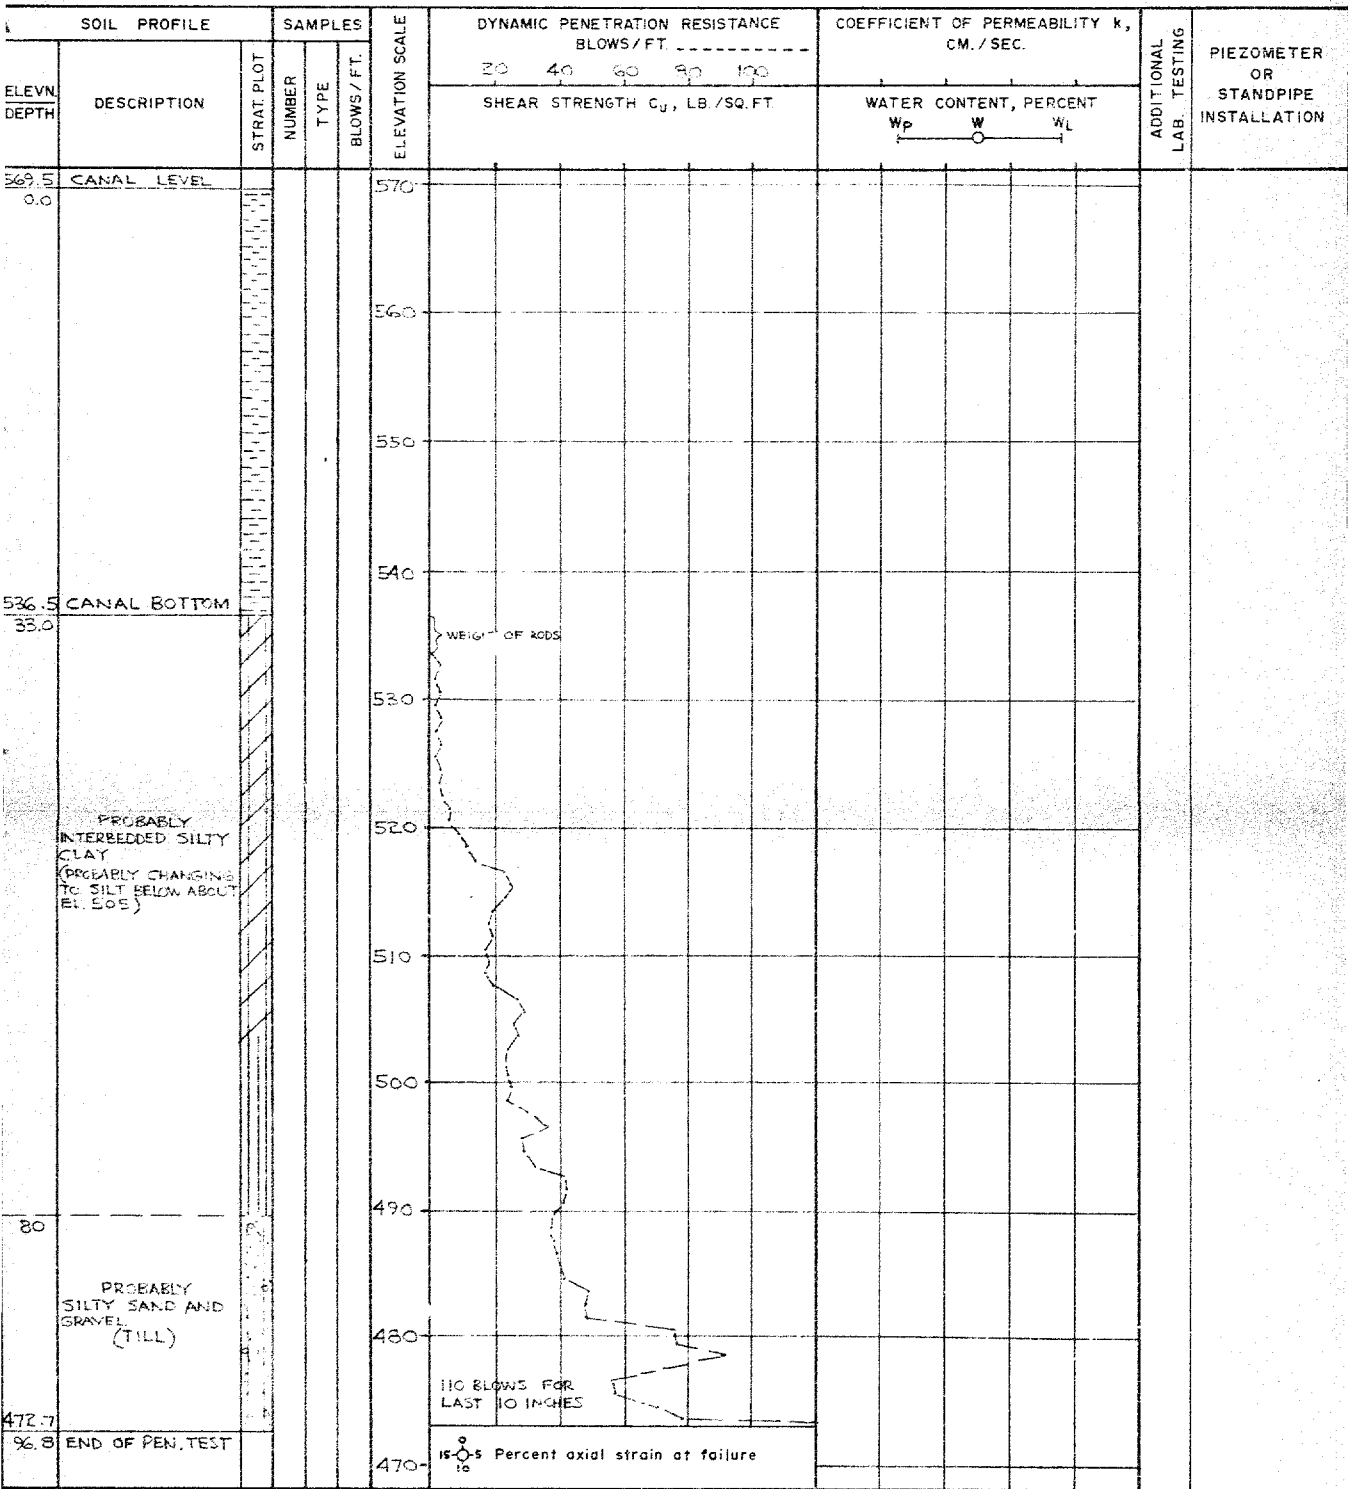 SOIL PROFILE
SAMPLES
ELEVATION SCALE
DYNAMIC PENETRATION RESISTANCE
BLOWS/FT.
20 40 60 80 100
SHEAR STRENGTH Cu, LB./SQ.FT.
COEFFICIENT OF PERMEABILITY k,
CM./SEC.
WATER CONTENT, PERCENT
Wp W WL
ADDITIONAL
LAB. TESTING
PIEZOMETER
OR
STANDPIPE
INSTALLATION
ELEVN.
DEPTH
DESCRIPTION
STRAT. PLOT
NUMBER
TYPE
BLOWS/FT.
569.5 CANAL LEVEL
0.0
570
560
550
540
536.5 CANAL BOTTOM
33.0
OF RODS
530
520
PROBABLY
INTERBEDDED SILTY
CLAY
(PROBABLY CHANGING
TO SILT BELOW ABOUT
EL. 505)
510
500
490
80
PROBABLY
SILTY SAND AND
GRAVEL
(TILL)
480
110 BLOWS FOR
LAST 10 INCHES
472.7
96.8 END OF PEN. TEST
0
15 5 Percent axial strain at failure
10
470